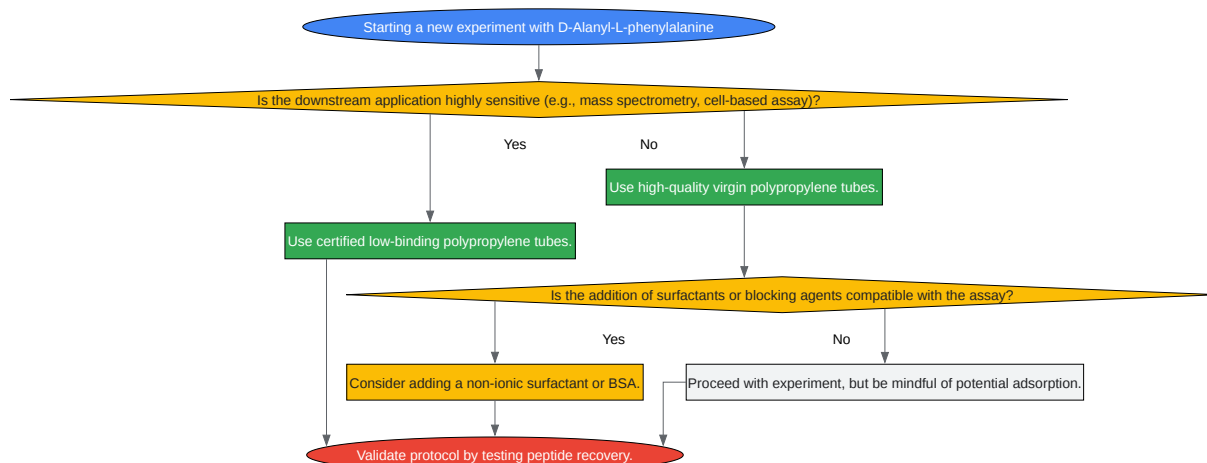 Starting a new experiment with D-Alanyl-L-phenylalanine
Is the downstream application highly sensitive (e.g., mass spectrometry, cell-based assay)?
Yes
No
Use high-quality virgin polypropylene tubes.
Use certified low-binding polypropylene tubes.
Is the addition of surfactants or blocking agents compatible with the assay?
Yes
No
Consider adding a non-ionic surfactant or BSA.
Proceed with experiment, but be mindful of potential adsorption.
Validate protocol by testing peptide recovery.